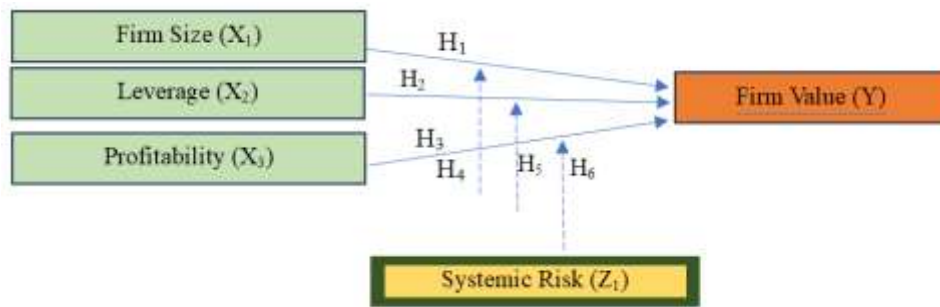 Firm Size (X₁)
H₁
H₂
Leverage (X₂)
Firm Value (Y)
Profitability (X₃)
H₃
H₄
H₅
H₆
Systemic Risk (Z₁)